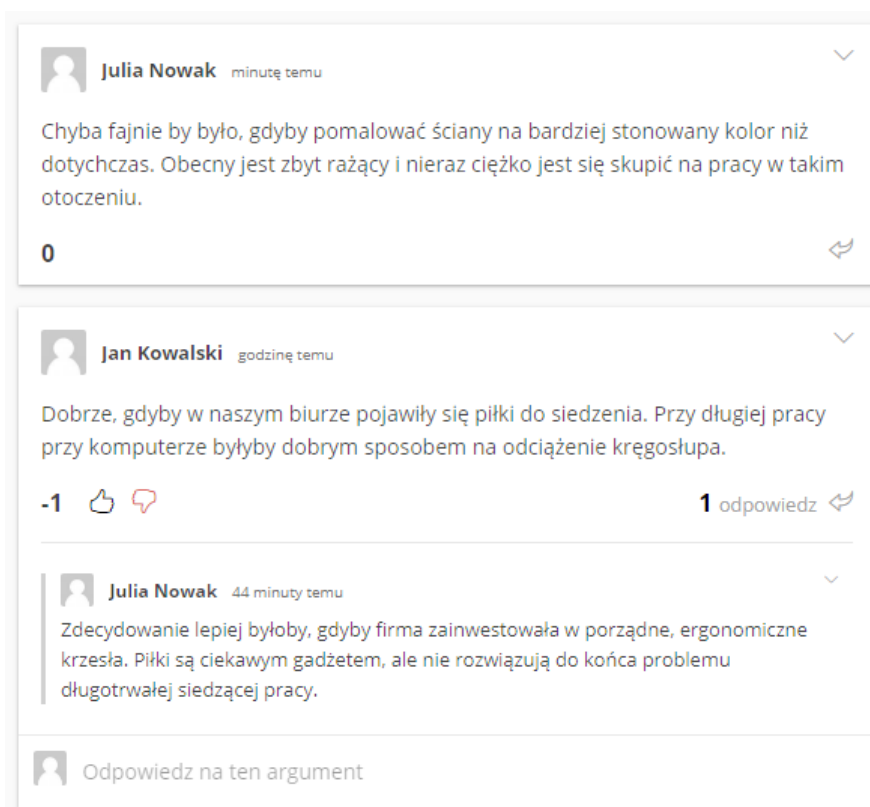 Julia Nowak minutę temu
Chyba fajnie by było, gdyby pomalować ściany na bardziej stonowany kolor niż
dotychczas. Obecny jest zbyt rażący i nieraz ciężko jest się skupić na pracy w takim
otoczeniu.
0
Jan Kowalski godzinę temu
Dobrze, gdyby w naszym biurze pojawiły się piłki do siedzenia. Przy długiej pracy
przy komputerze byłyby dobrym sposobem na odciążenie kręgosłupa.
-1 1 odpowiedz
Julia Nowak 44 minuty temu
Zdecydowanie lepiej byłoby, gdyby firma zainwestowała w porządne, ergonomiczne
krzesła. Piłki są ciekawym gadżetem, ale nie rozwiązują do końca problemu
długotrwałej siedzącej pracy.
Odpowiedz na ten argument